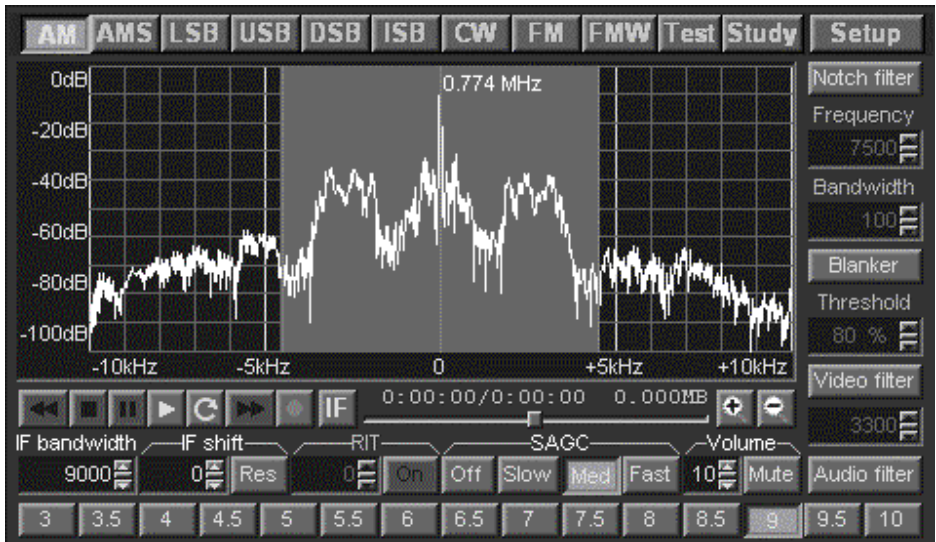 AM AMS LSB USB DSB ISB CW FM FMW Test Study Setup
0dB 0.774 MHz Notch filter
Frequency
-20dB
7500
-40dB Bandwidth
100
-60dB
Blanker
-80dB
Threshold
-100dB 80 %
-10kHz -5kHz 0 +5kHz +10kHz
Video filter
IF 0:00:00/0:00:00 0.000MB
3300
IF bandwidth IF shift RIT SAGC Volume
9000 0 Res 0 On Off Slow Med Fast 10 Mute Audio filter
3 3.5 4 4.5 5 5.5 6 6.5 7 7.5 8 8.5 9 9.5 10